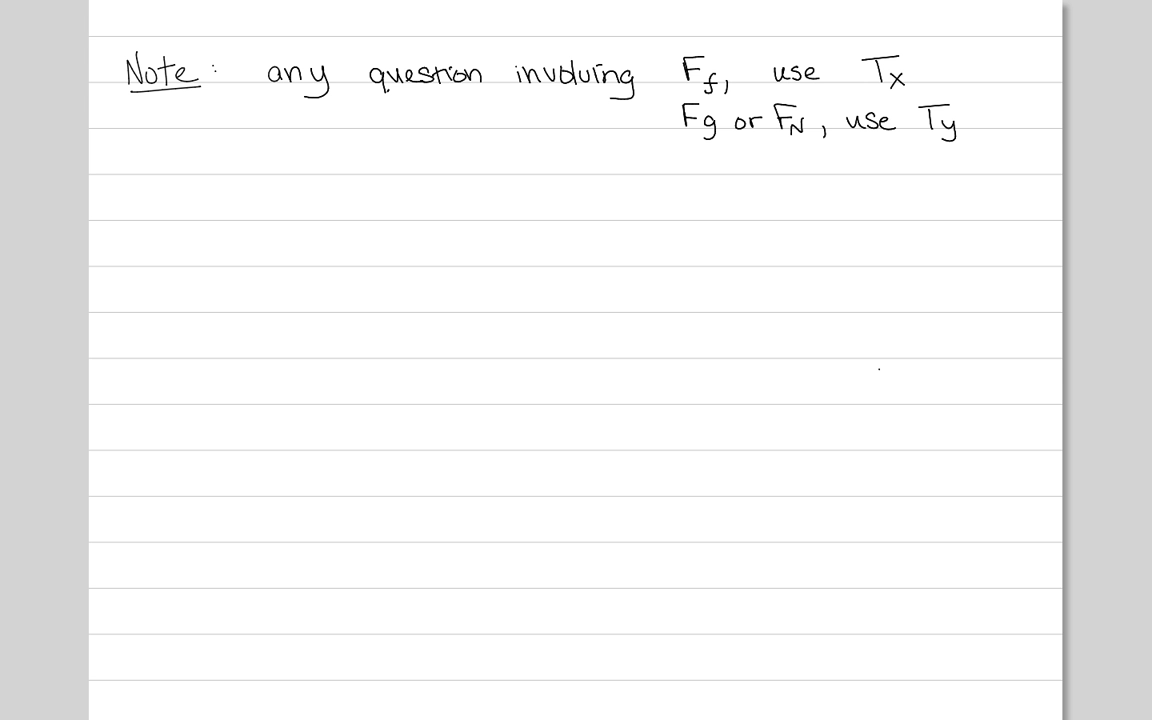 Note: any question involving Ff, use Tx
Fg or FN, use Ty